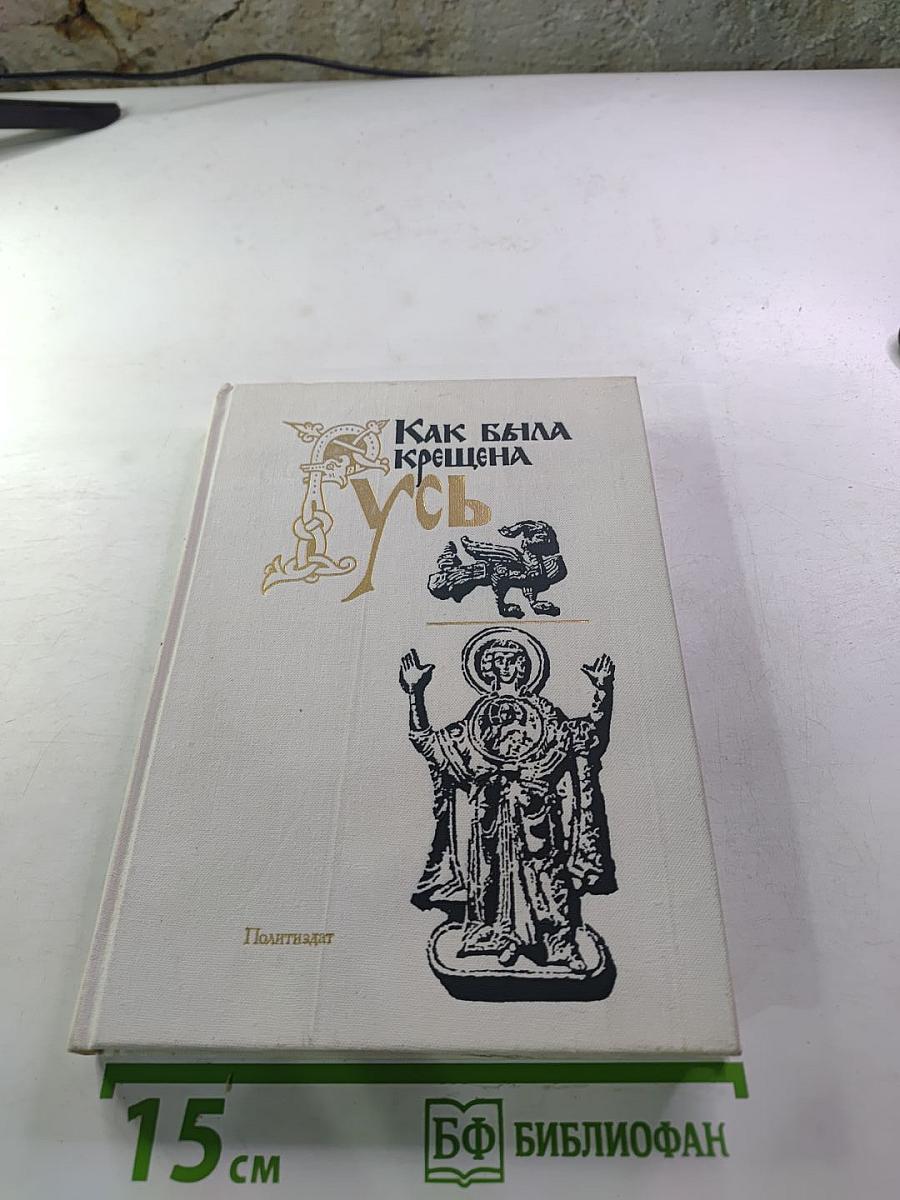 Как была
крещена
Русь
Политиздат
15 см
БФ БИБЛИОФАН